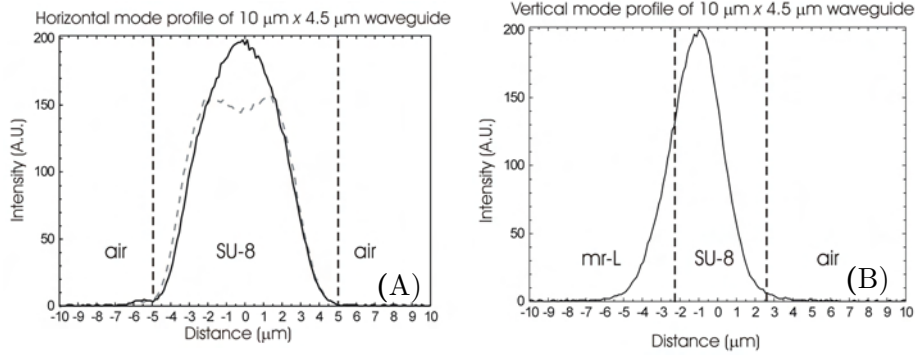 Horizontal mode profile of 10 μm x 4.5 μm waveguide
200
150
100
50
0
Intensity (A.U.)
air
SU-8
air
(A)
-10 -9 -8 -7 -6 -5 -4 -3 -2 -1 0 1 2 3 4 5 6 7 8 9 10
Distance (μm)
Vertical mode profile of 10 μm x 4.5 μm waveguide
200
150
100
50
0
Intensity (A.U.)
mr-L
SU-8
air
(B)
-10 -9 -8 -7 -6 -5 -4 -3 -2 -1 0 1 2 3 4 5 6 7 8 9 10
Distance (μm)